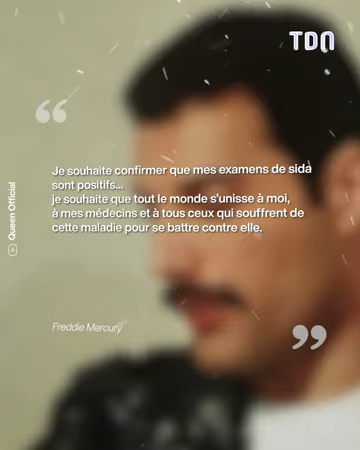 TDN
“
Je souhaite confirmer que mes examens de sida
sont positifs...
je souhaite que tout le monde s'unisse à moi,
à mes médecins et à tous ceux qui souffrent de
cette maladie pour se battre contre elle.
Freddie Mercury
”
Queen Official